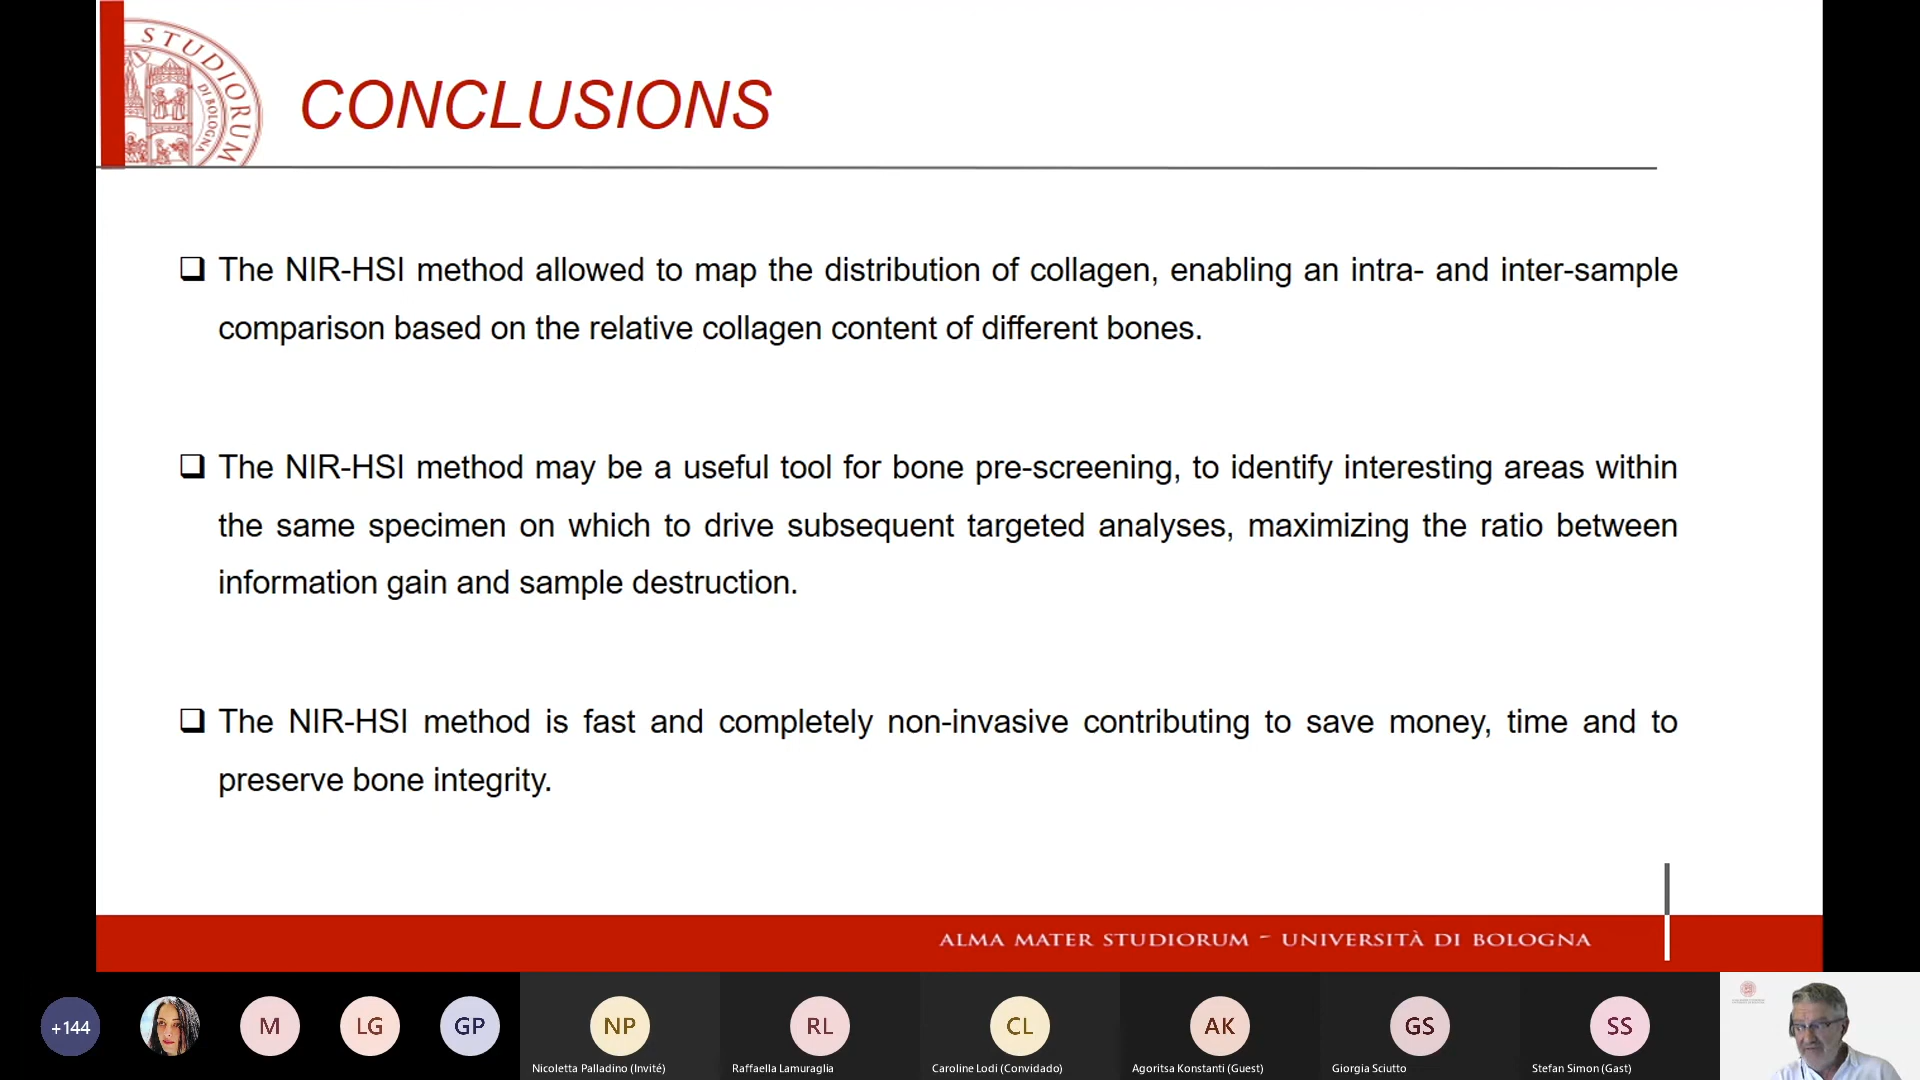 STUDIORUM
DI BOLOGNA
CONCLUSIONS
The NIR-HSI method allowed to map the distribution of collagen, enabling an intra- and inter-sample
comparison based on the relative collagen content of different bones.
The NIR-HSI method may be a useful tool for bone pre-screening, to identify interesting areas within
the same specimen on which to drive subsequent targeted analyses, maximizing the ratio between
information gain and sample destruction.
The NIR-HSI method is fast and completely non-invasive contributing to save money, time and to
preserve bone integrity.
ALMA MATER STUDIORUM - UNIVERSITÀ DI BOLOGNA
+144
M
LG
GP
NP
RL
CL
AK
GS
SS
Nicoletta Palladino (Invité)
Raffaella Lamuraglia
Caroline Lodi (Convidado)
Agoritsa Konstanti (Guest)
Giorgia Sciutto
Stefan Simon (Gast)